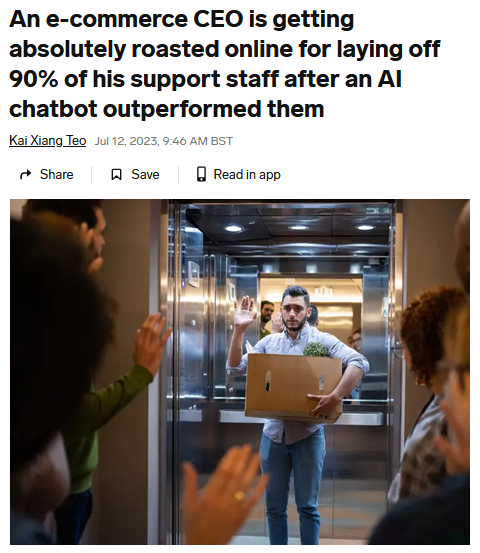 An e-commerce CEO is getting
absolutely roasted online for laying off
90% of his support staff after an AI
chatbot outperformed them
Kai Xiang Teo Jul 12, 2023, 9:46 AM BST
Share Save Read in app